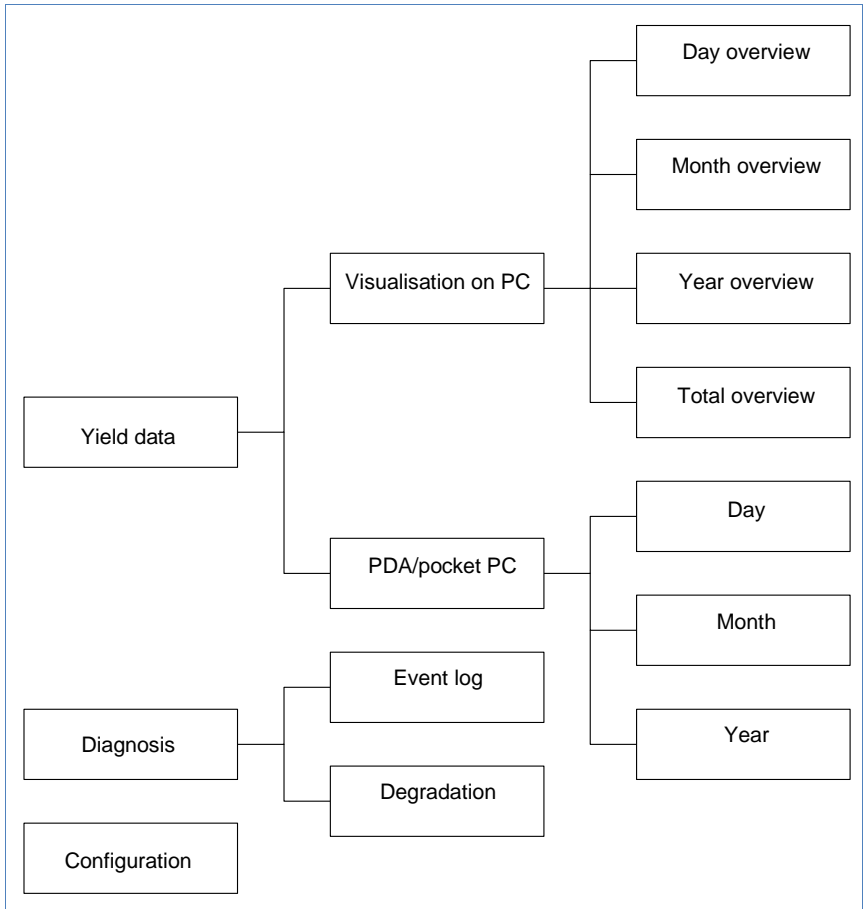 Day overview
Month overview
Visualisation on PC
Year overview
Total overview
Yield data
Day
PDA/pocket PC
Month
Event log
Diagnosis
Year
Degradation
Configuration